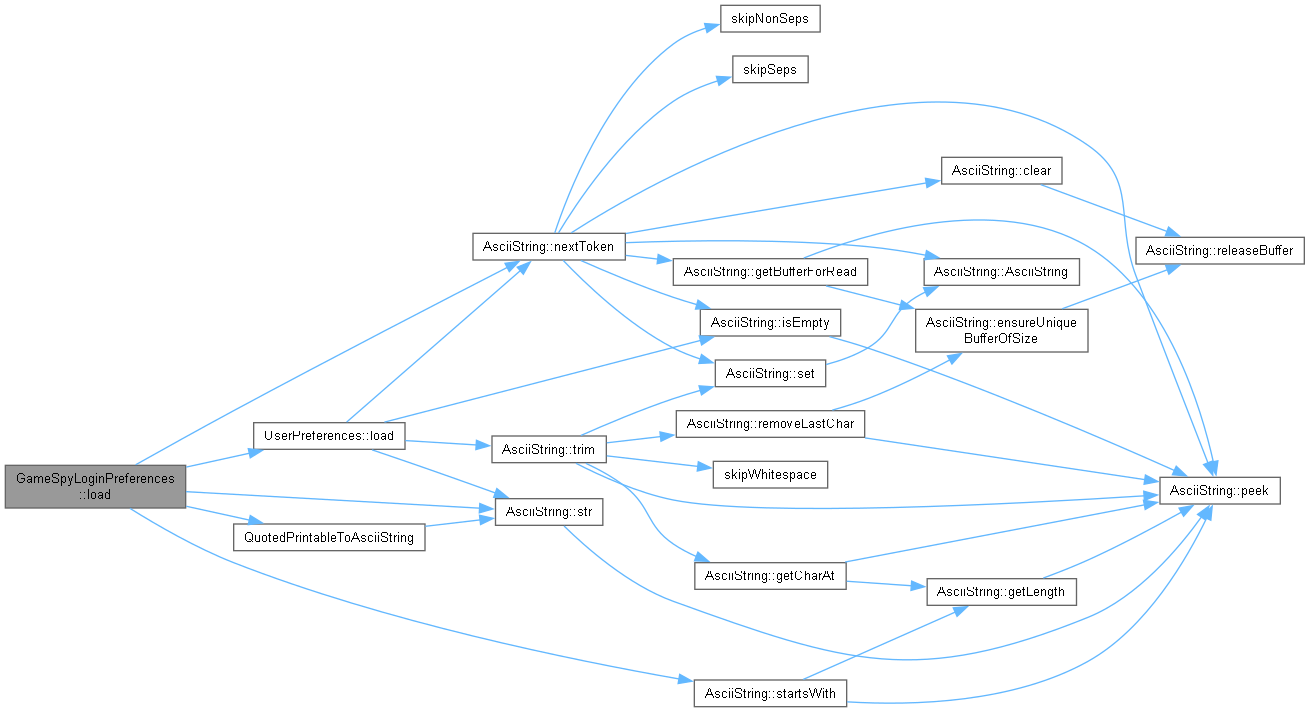 skipNonSeps
skipSeps
AsciiString::clear
AsciiString::nextToken
AsciiString::releaseBuffer
AsciiString::getBufferForRead
AsciiString::AsciiString
AsciiString::isEmpty
AsciiString::ensureUnique
BufferOfSize
AsciiString::set
UserPreferences::load
AsciiString::removeLastChar
AsciiString::trim
skipWhitespace
GameSpyLoginPreferences
::load
AsciiString::peek
AsciiString::str
QuotedPrintableToAsciiString
AsciiString::getCharAt
AsciiString::getLength
AsciiString::startsWith